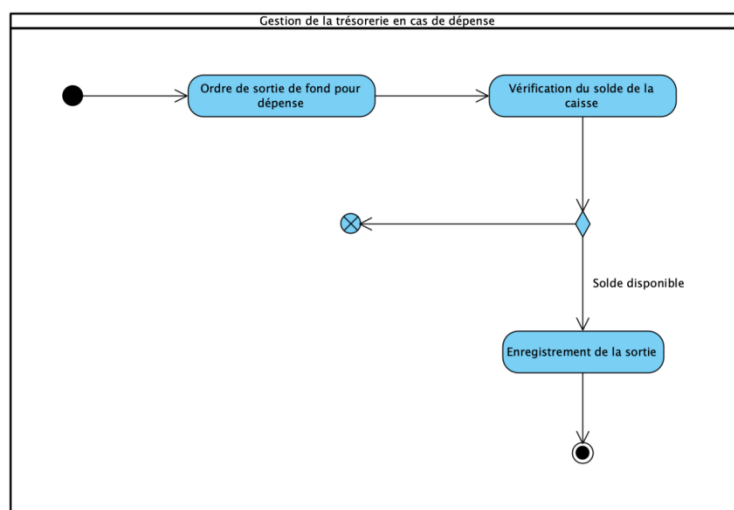 Gestion de la trésorerie en cas de dépense
Ordre de sortie de fond pour
dépense
Vérification du solde de la
caisse
Solde disponible
Enregistrement de la sortie